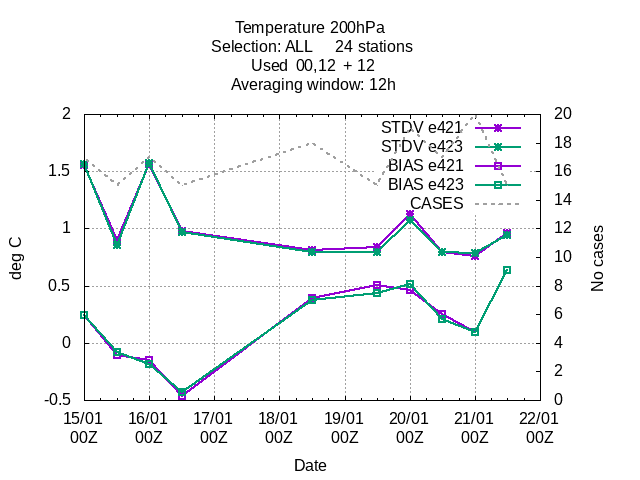 Temperature 200hPa
Selection: ALL 24 stations
Used 00,12 + 12
Averaging window: 12h
STDV e421
STDV e423
BIAS e421
BIAS e423
CASES
deg C
2
1.5
1
0.5
0
-0.5
No cases
20
18
16
14
12
10
8
6
4
2
0
15/01 16/01 17/01 18/01 19/01 20/01 21/01 22/01
00Z 00Z 00Z 00Z 00Z 00Z 00Z 00Z
Date